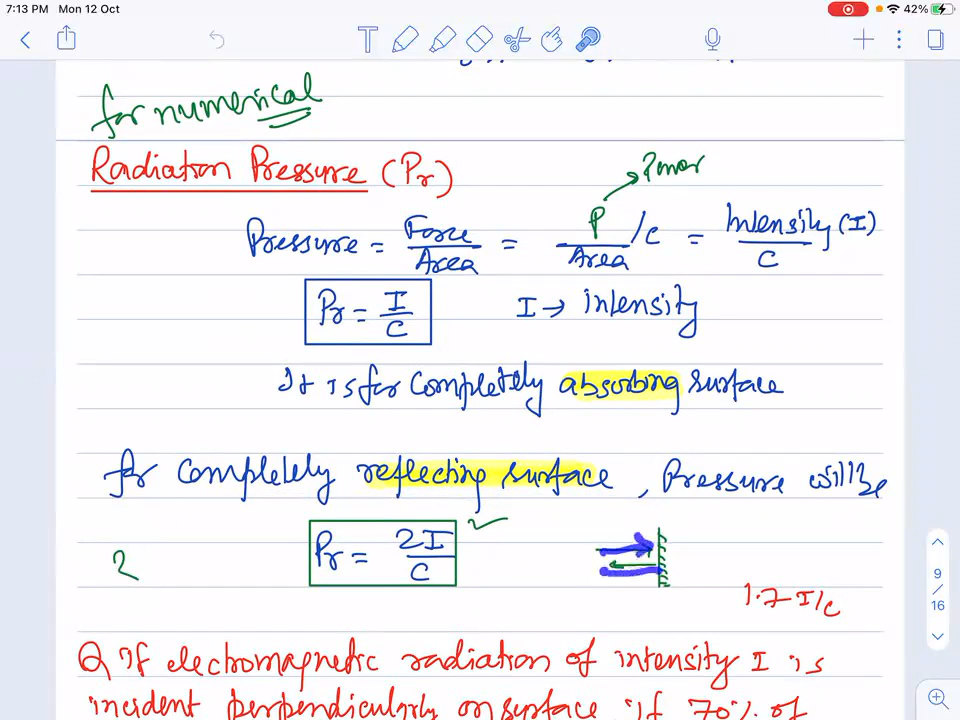 7:13 PM Mon 12 Oct 42%
for numerical
Radiation Pressure (Pr)
Power
Pressure = Force/Area = P/Area /c = Intensity (I)/C
Pr = I/C I → intensity
It is for completely absorbing surface
for completely reflecting surface, Pressure will be
2 Pr = 2I/C ✓
1.7 I/c
Q if electromagnetic radiation of intensity I is
incident perpendicularly on surface, if 70% of
9
/
16